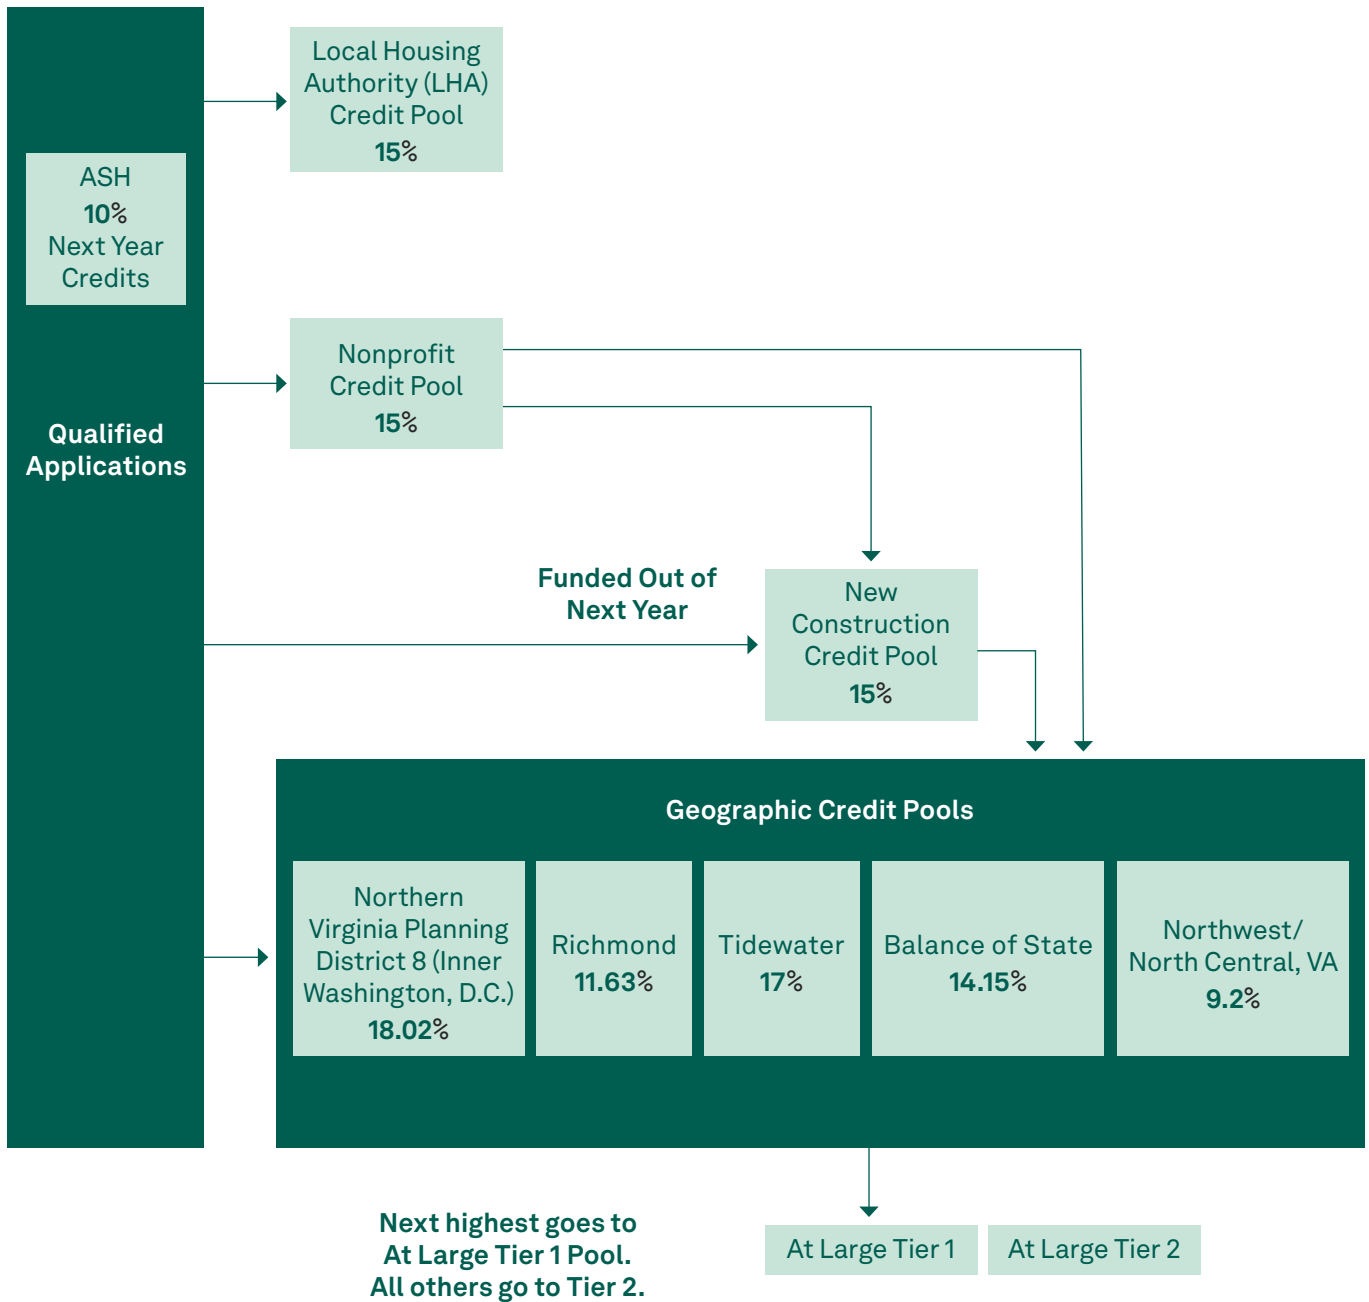 Local Housing
Authority (LHA)
Credit Pool
15%
ASH
10%
Next Year
Credits
Nonprofit
Credit Pool
15%
Qualified
Applications
Funded Out of
Next Year
New
Construction
Credit Pool
15%
Geographic Credit Pools
Northern
Virginia Planning
District 8 (Inner
Washington, D.C.)
18.02%
Richmond
11.63%
Tidewater
17%
Balance of State
14.15%
Northwest/
North Central, VA
9.2%
Next highest goes to
At Large Tier 1 Pool.
All others go to Tier 2.
At Large Tier 1
At Large Tier 2